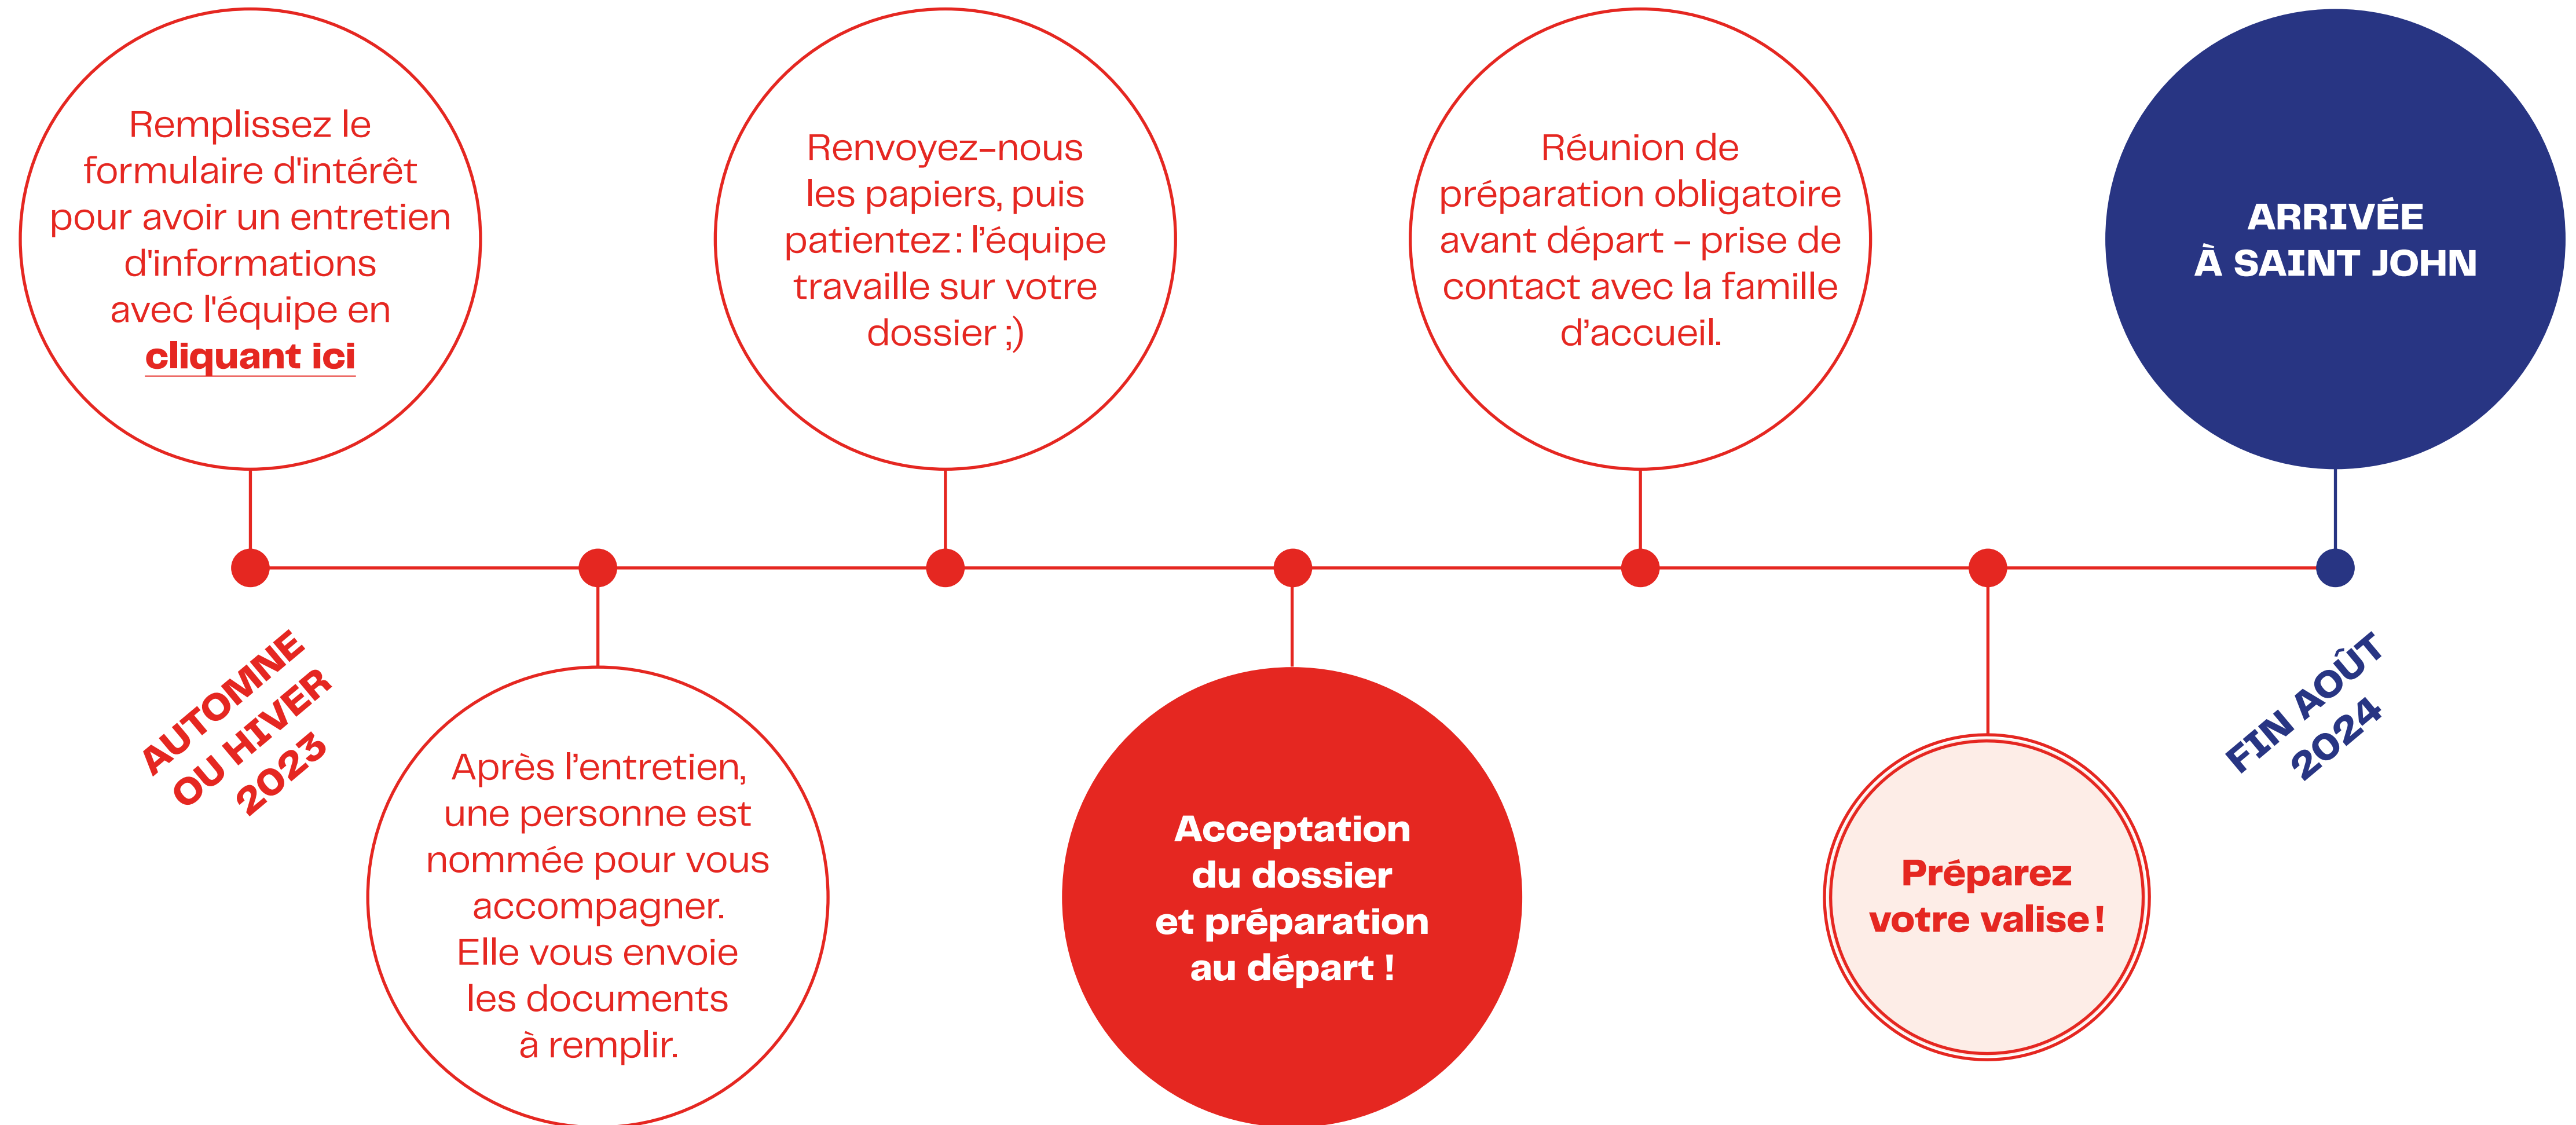 Remplissez le
formulaire d'intérêt
pour avoir un entretien
d'informations
avec l'équipe en
cliquant ici
AUTOMNE
OU HIVER
2023
Après l’entretien,
une personne est
nommée pour vous
accompagner.
Elle vous envoie
les documents
à remplir.
Renvoyez-nous
les papiers, puis
patientez : l’équipe
travaille sur votre
dossier ;)
Acceptation
du dossier
et préparation
au départ !
Réunion de
préparation obligatoire
avant départ - prise de
contact avec la famille
d’accueil.
Préparez
votre valise !
ARRIVÉE
À SAINT JOHN
FIN AOÛT
2024